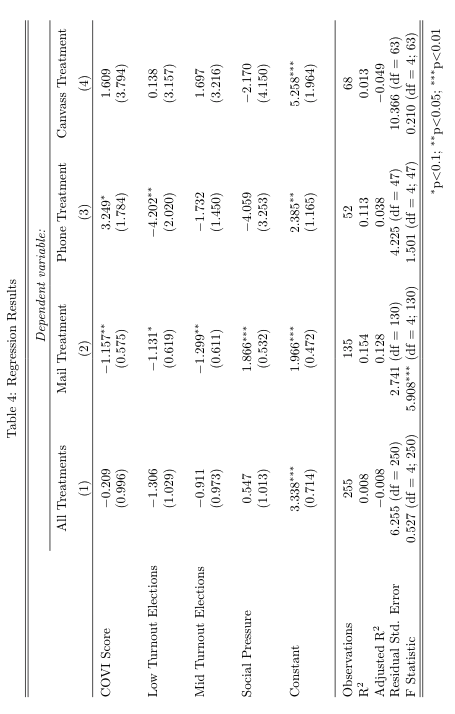 Table 4: Regression Results
Dependent variable:
All Treatments Mail Treatment Phone Treatment Canvass Treatment
(1) (2) (3) (4)
COVI Score −0.209 −1.157** 3.249* 1.609
(0.996) (0.575) (1.784) (3.794)
Low Turnout Elections −1.306 −1.131* −4.202** 0.138
(1.029) (0.619) (2.020) (3.157)
Mid Turnout Elections −0.911 −1.299** −1.732 1.697
(0.973) (0.611) (1.450) (3.216)
Social Pressure 0.547 1.866*** −4.059 −2.170
(1.013) (0.532) (3.253) (4.150)
Constant 3.338*** 1.966*** 2.385** 5.258***
(0.714) (0.472) (1.165) (1.964)
Observations 255 135 52 68
R² 0.008 0.154 0.113 0.013
Adjusted R² −0.008 0.128 0.038 −0.049
Residual Std. Error 6.255 (df = 250) 2.741 (df = 130) 4.225 (df = 47) 10.366 (df = 63)
F Statistic 0.527 (df = 4; 250) 5.908*** (df = 4; 130) 1.501 (df = 4; 47) 0.210 (df = 4; 63)
*p<0.1; **p<0.05; ***p<0.01